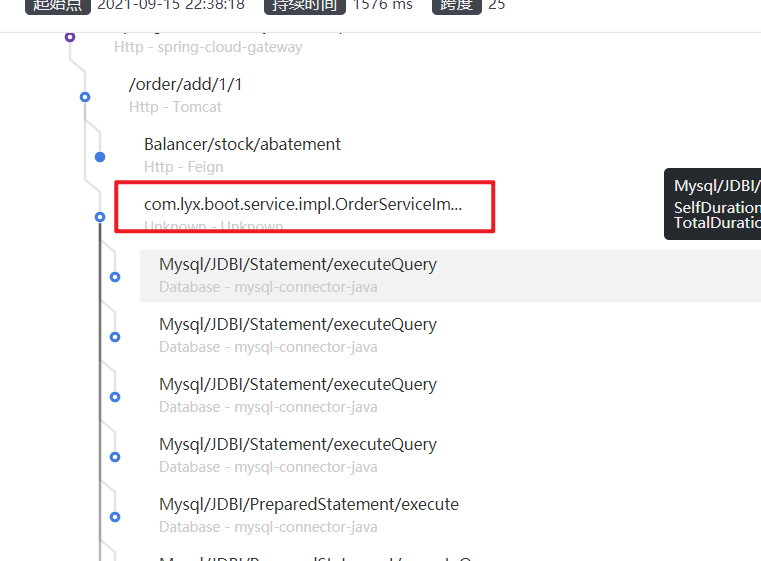 起始点 2021-09-15 22:38:18 持续时间 1576 ms 跨度 25
Http - spring-cloud-gateway
/order/add/1/1
Http - Tomcat
Balancer/stock/abatement
Http - Feign
com.lyx.boot.service.impl.OrderServiceIm...
Unknown - Unknown
Mysql/JDBI/
SelfDuration
TotalDuratio
Mysql/JDBI/Statement/executeQuery
Database - mysql-connector-java
Mysql/JDBI/Statement/executeQuery
Database - mysql-connector-java
Mysql/JDBI/Statement/executeQuery
Database - mysql-connector-java
Mysql/JDBI/Statement/executeQuery
Database - mysql-connector-java
Mysql/JDBI/PreparedStatement/execute
Database - mysql-connector-java